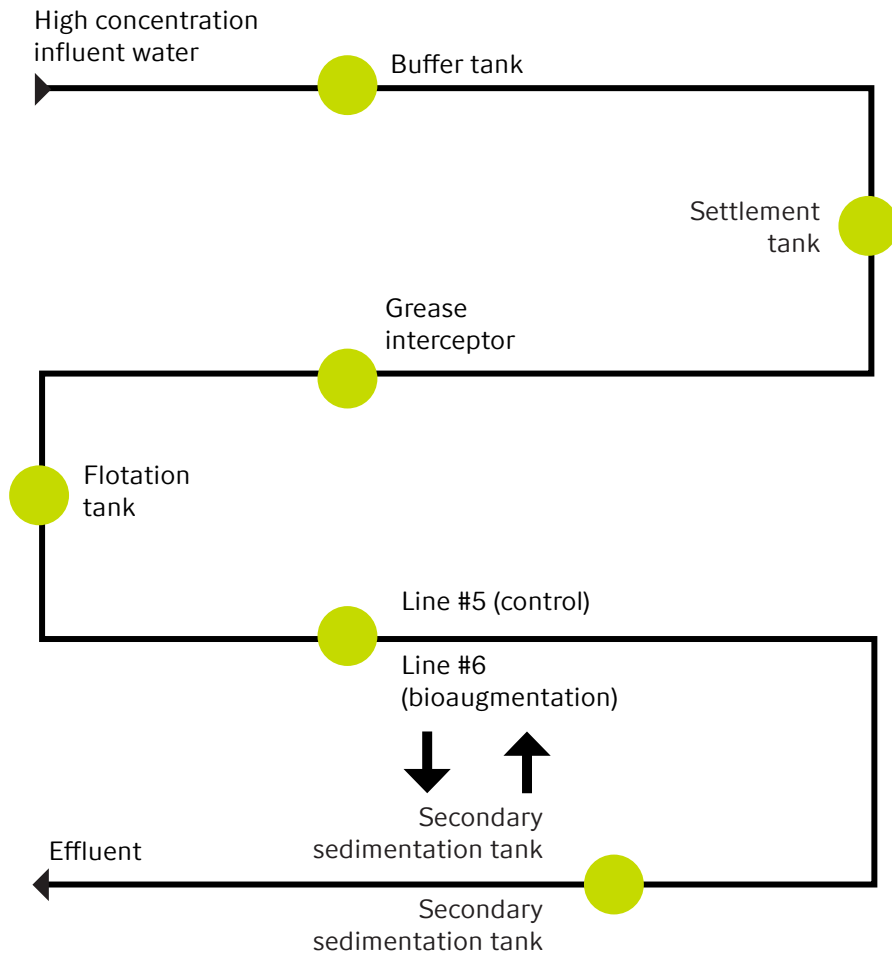 High concentration
influent water
Buffer tank
Settlement
tank
Grease
interceptor
Flotation
tank
Line #5 (control)
Line #6
(bioaugmentation)
Secondary
sedimentation tank
Effluent
Secondary
sedimentation tank